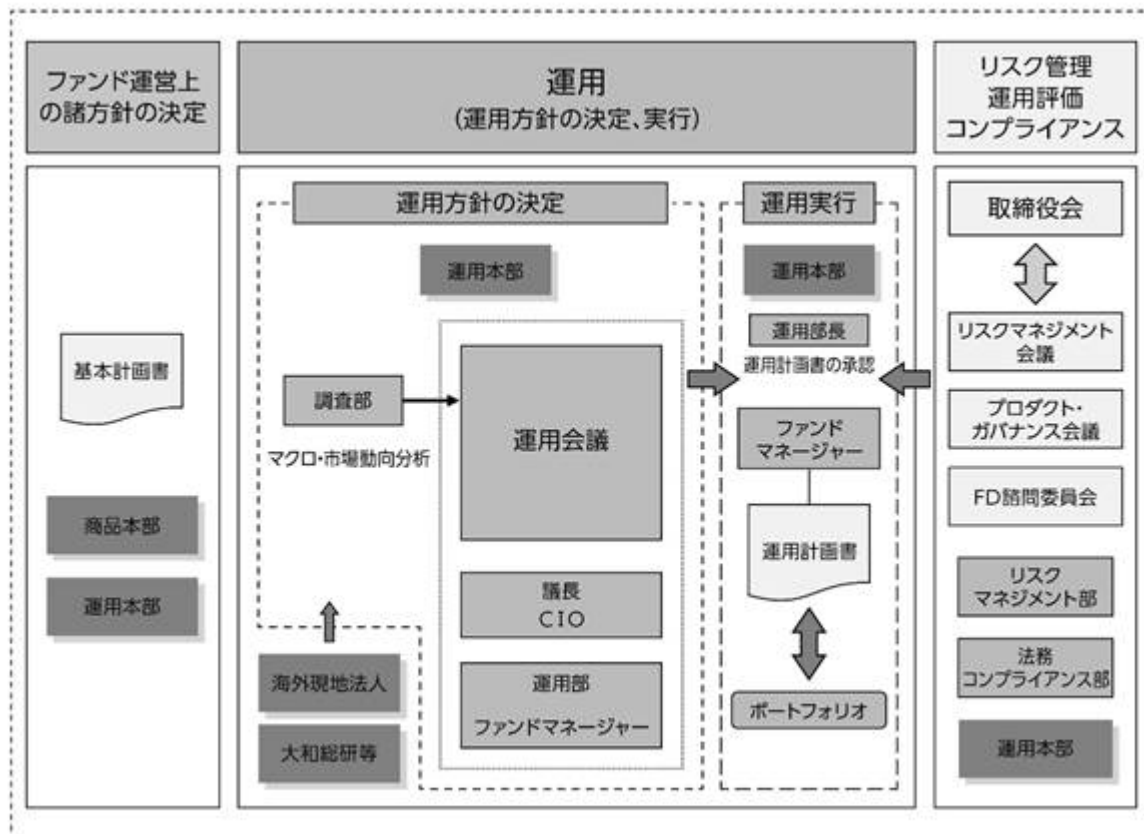 ファンド運営上
の諸方針の決定
運用
(運用方針の決定、実行)
リスク管理
運用評価
コンプライアンス
基本計画書
商品本部
運用本部
運用方針の決定
運用本部
調査部
マクロ・市場動向分析
運用会議
議長
CIO
運用部
ファンドマネージャー
海外現地法人
大和総研等
運用実行
運用本部
運用部長
運用計画書の承認
ファンド
マネージャー
運用計画書
ポートフォリオ
取締役会
リスクマネジメント
会議
プロダクト・
ガバナンス会議
FD諮問委員会
リスク
マネジメント部
法務
コンプライアンス部
運用本部